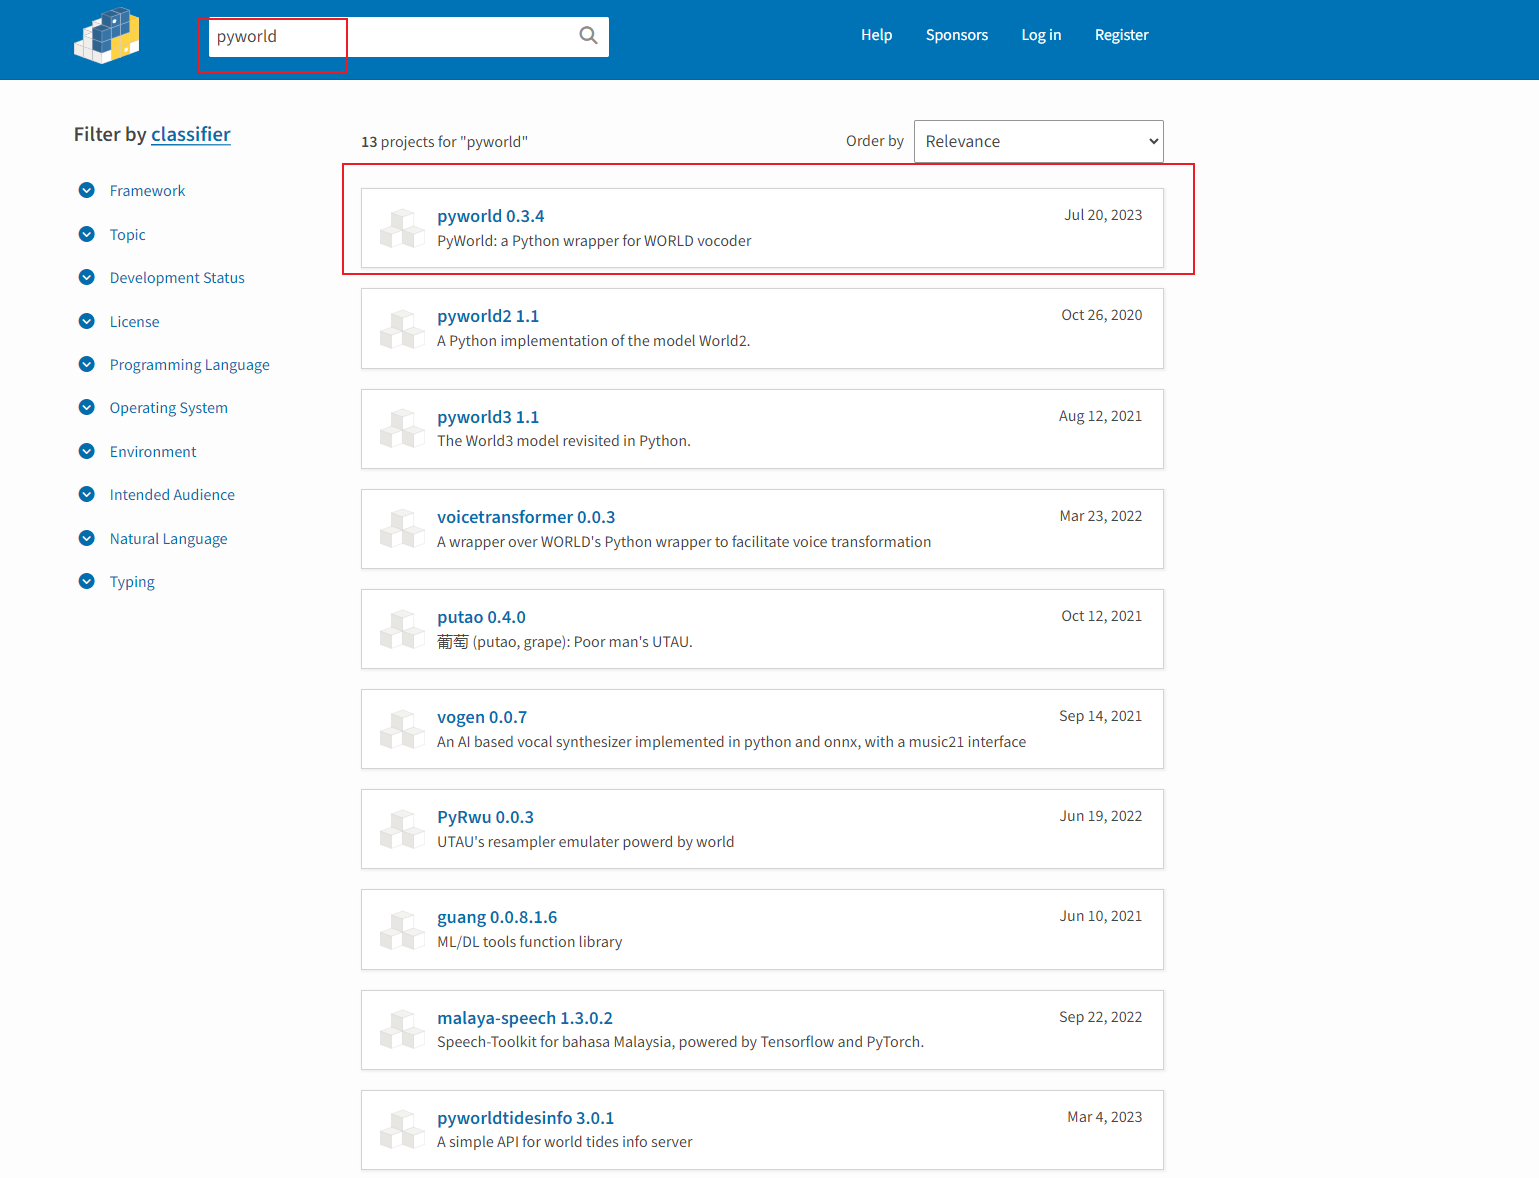 pyworld
Help
Sponsors
Log in
Register
Filter by classifier
Framework
Topic
Development Status
License
Programming Language
Operating System
Environment
Intended Audience
Natural Language
Typing
13 projects for "pyworld"
Order by
Relevance
pyworld 0.3.4
Jul 20, 2023
PyWorld: a Python wrapper for WORLD vocoder
pyworld2 1.1
Oct 26, 2020
A Python implementation of the model World2.
pyworld3 1.1
Aug 12, 2021
The World3 model revisited in Python.
voicetransformer 0.0.3
Mar 23, 2022
A wrapper over WORLD's Python wrapper to facilitate voice transformation
putao 0.4.0
Oct 12, 2021
葡萄 (putao, grape): Poor man's UTAU.
vogen 0.0.7
Sep 14, 2021
An AI based vocal synthesizer implemented in python and onnx, with a music21 interface
PyRwu 0.0.3
Jun 19, 2022
UTAU's resampler emulater powerd by world
guang 0.0.8.1.6
Jun 10, 2021
ML/DL tools function library
malaya-speech 1.3.0.2
Sep 22, 2022
Speech-Toolkit for bahasa Malaysia, powered by Tensorflow and PyTorch.
pyworldtidesinfo 3.0.1
Mar 4, 2023
A simple API for world tides info server